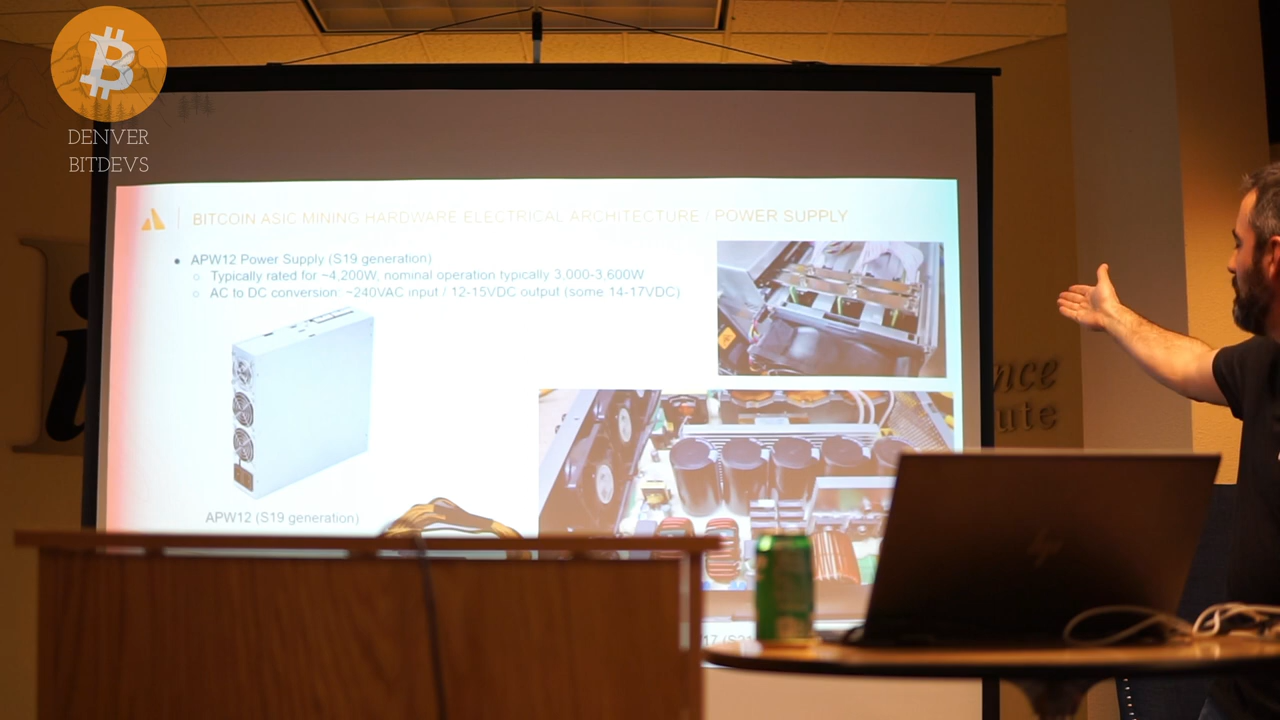 DENVER
BITDEVS
BITCOIN ASIC MINING HARDWARE ELECTRICAL ARCHITECTURE / POWER SUPPLY
• APW12 Power Supply (S19 generation)
○ Typically rated for ~4,200W, nominal operation typically 3,000-3,600W
○ AC to DC conversion: ~240VAC input / 12-15VDC output (some 14-17VDC)
APW12 (S19 generation)
nce
ute
i